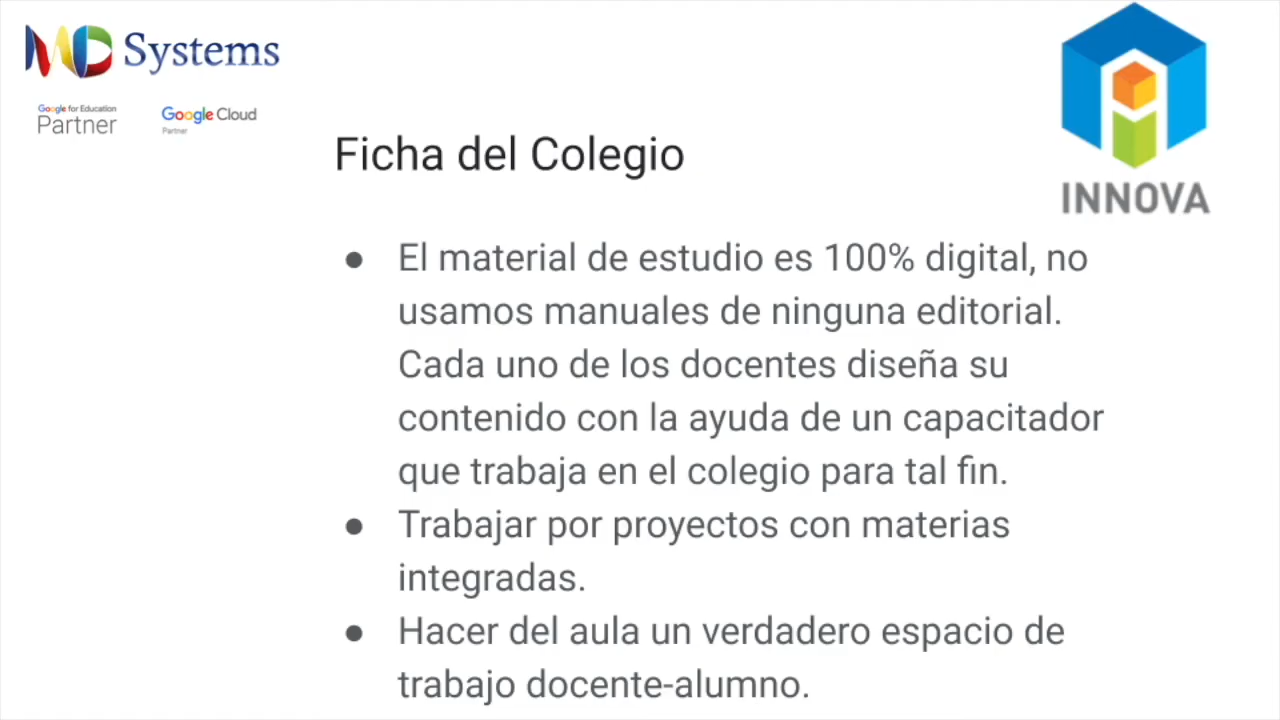 MD Systems
Google for Education
Partner
Google Cloud
Partner
INNOVA
Ficha del Colegio
● El material de estudio es 100% digital, no
usamos manuales de ninguna editorial.
Cada uno de los docentes diseña su
contenido con la ayuda de un capacitador
que trabaja en el colegio para tal fin.
● Trabajar por proyectos con materias
integradas.
● Hacer del aula un verdadero espacio de
trabajo docente-alumno.